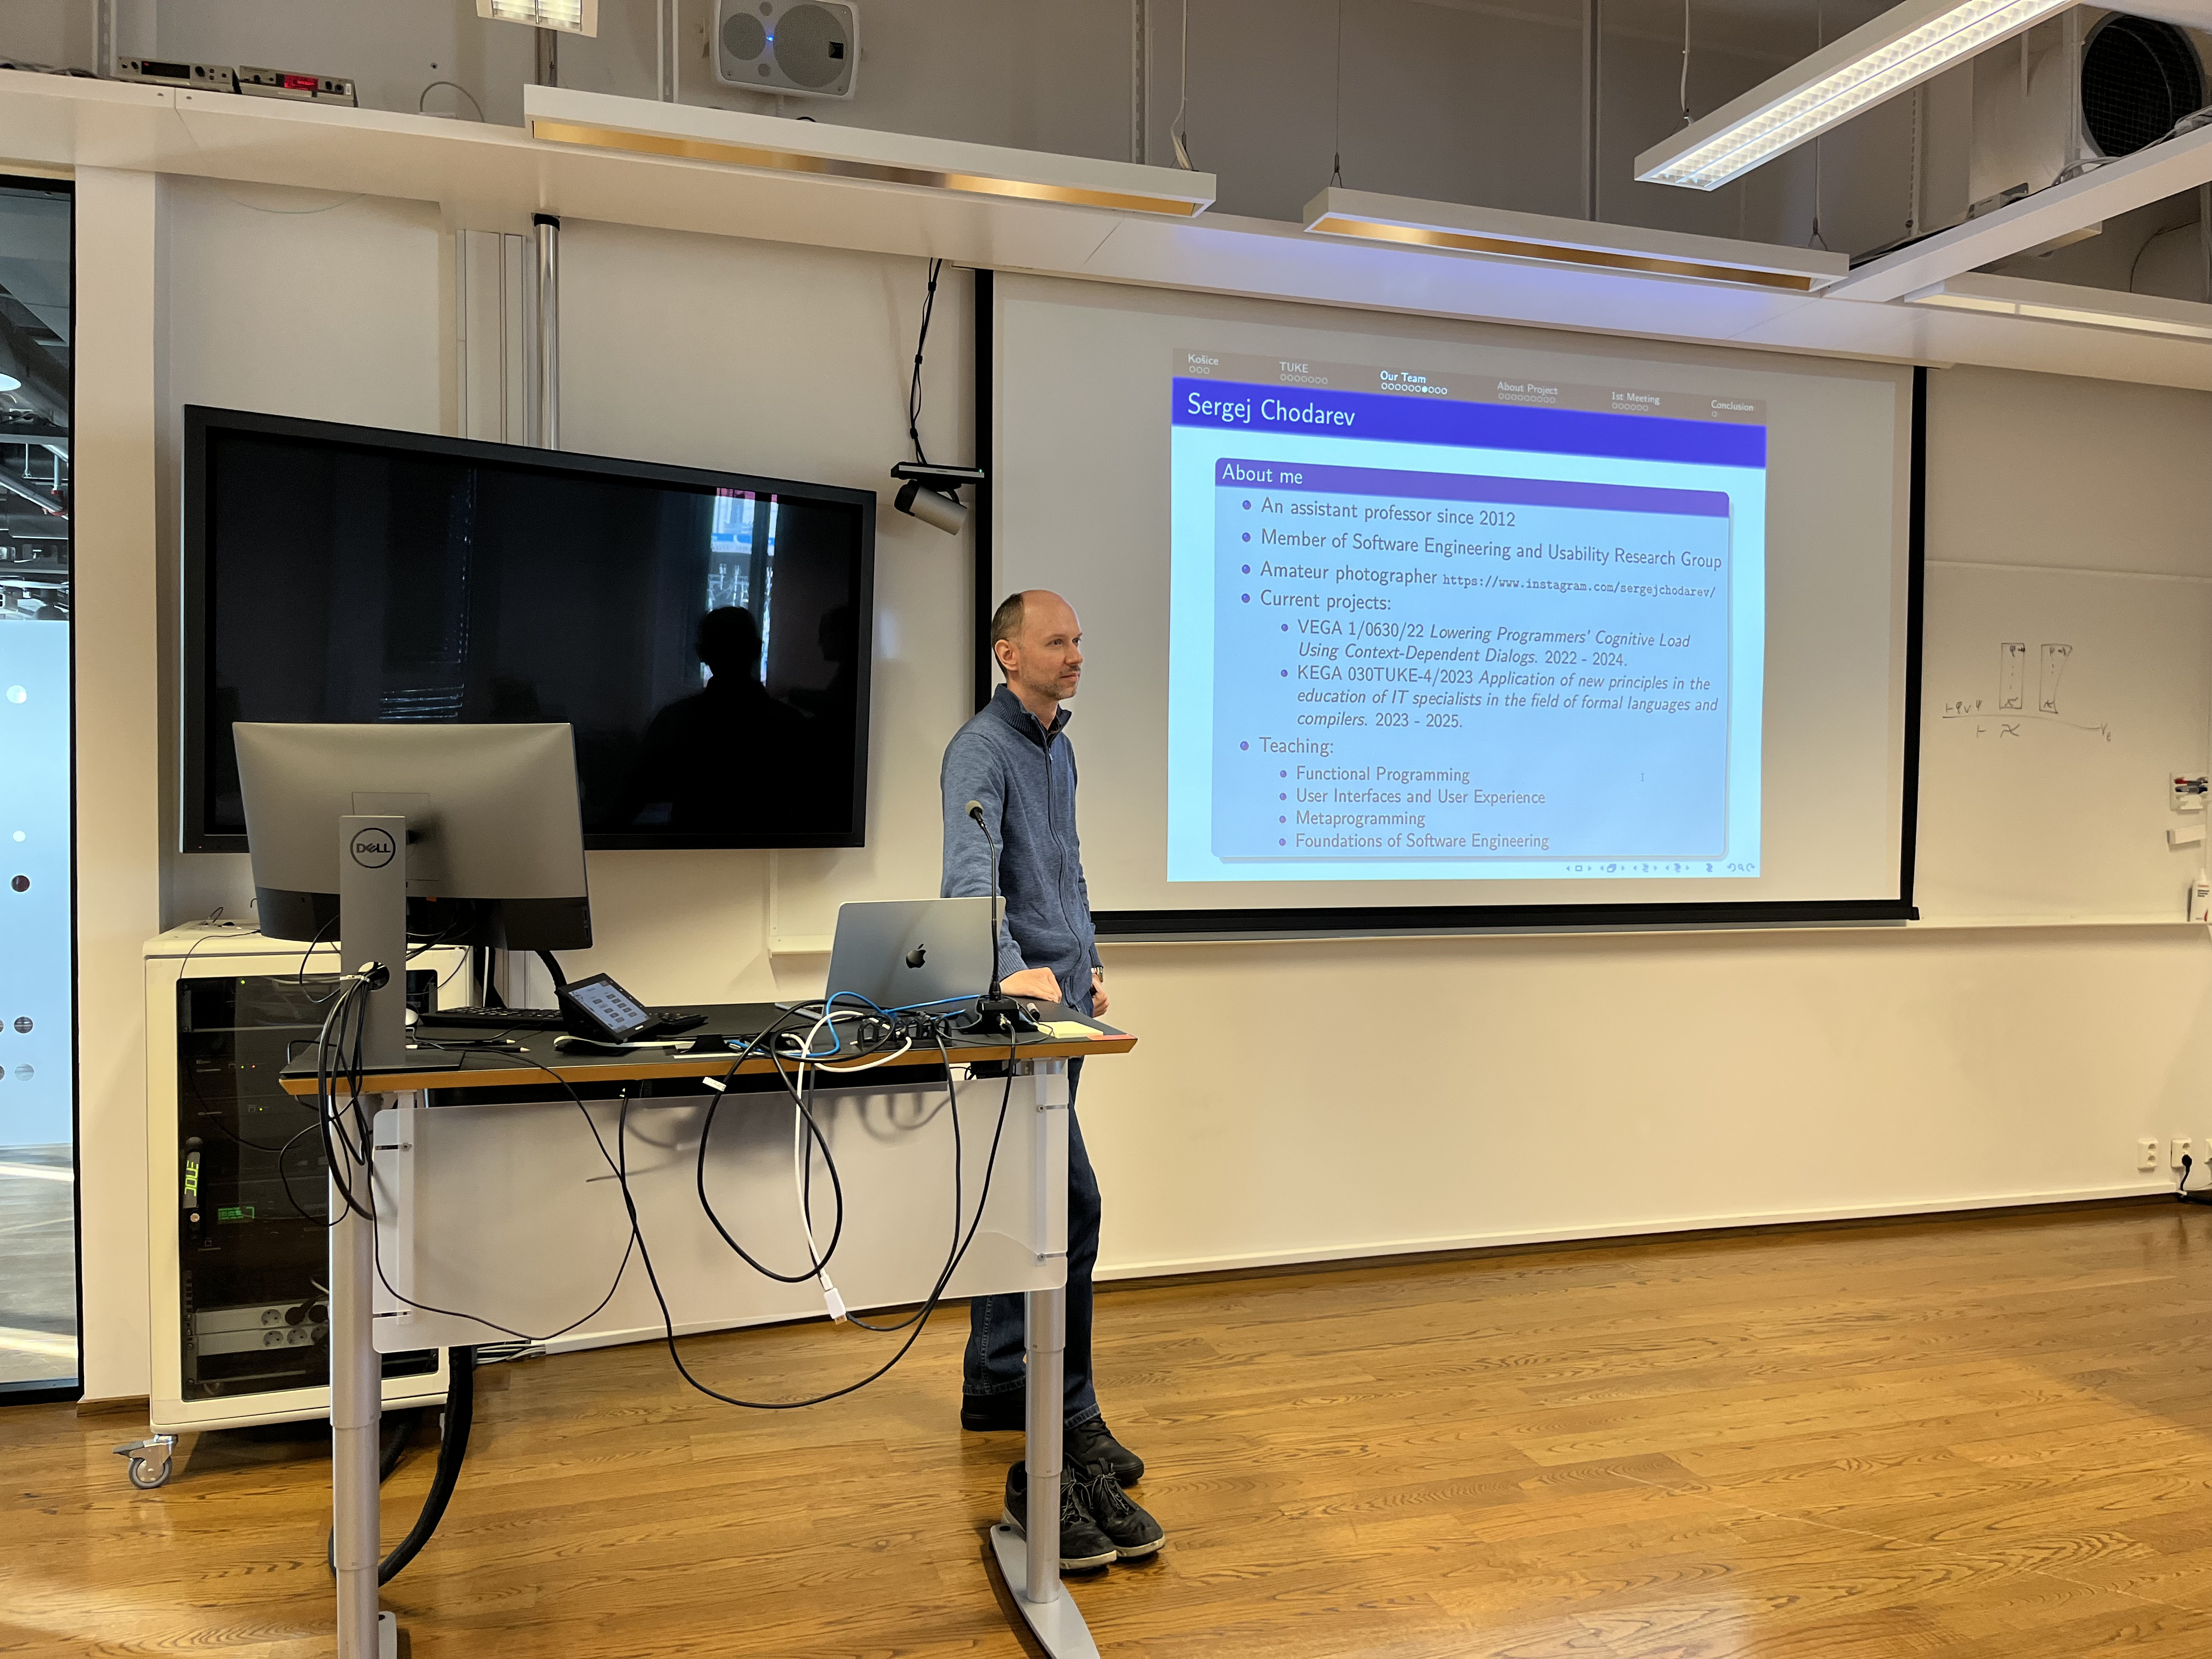 Košice
TUKE
Our Team
About Project
1st Meeting
Conclusion
Sergej Chodarev
About me
An assistant professor since 2012
Member of Software Engineering and Usability Research Group
Amateur photographer https://www.instagram.com/sergejchodarev/
Current projects:
VEGA 1/0630/22 Lowering Programmers' Cognitive Load
Using Context-Dependent Dialogs. 2022 - 2024.
KEGA 030TUKE-4/2023 Application of new principles in the
education of IT specialists in the field of formal languages and
compilers. 2023 - 2025.
Teaching:
Functional Programming
User Interfaces and User Experience
Metaprogramming
Foundations of Software Engineering
DELL